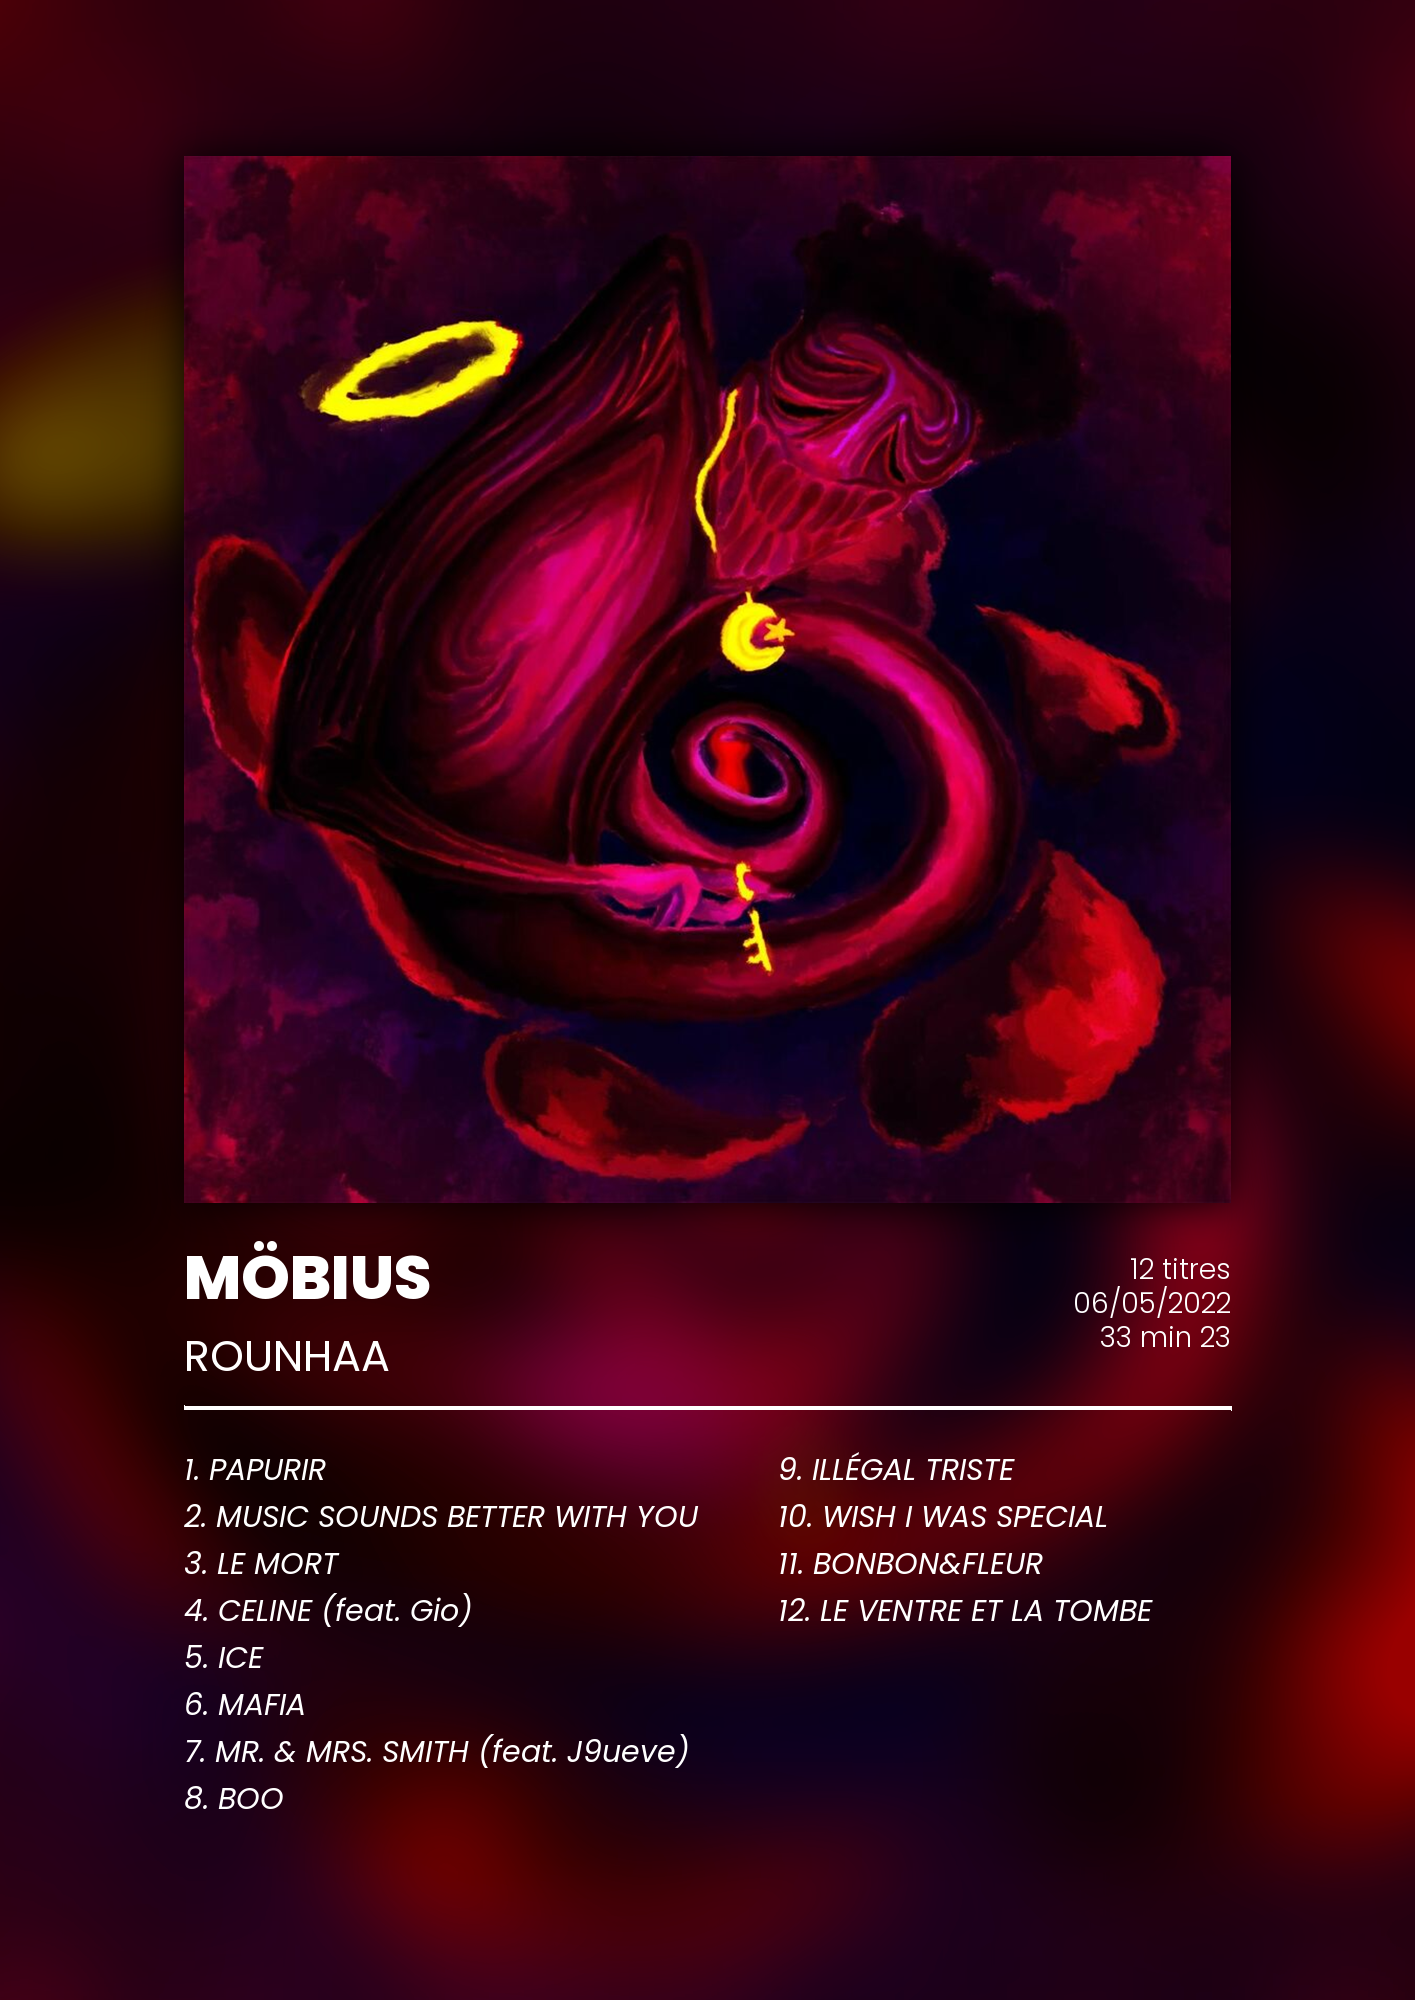 MÖBIUS
ROUNHAA
12 titres
06/05/2022
33 min 23
1. PAPURIR
2. MUSIC SOUNDS BETTER WITH YOU
3. LE MORT
4. CELINE (feat. Gio)
5. ICE
6. MAFIA
7. MR. & MRS. SMITH (feat. J9ueve)
8. BOO
9. ILLÉGAL TRISTE
10. WISH I WAS SPECIAL
11. BONBON&FLEUR
12. LE VENTRE ET LA TOMBE